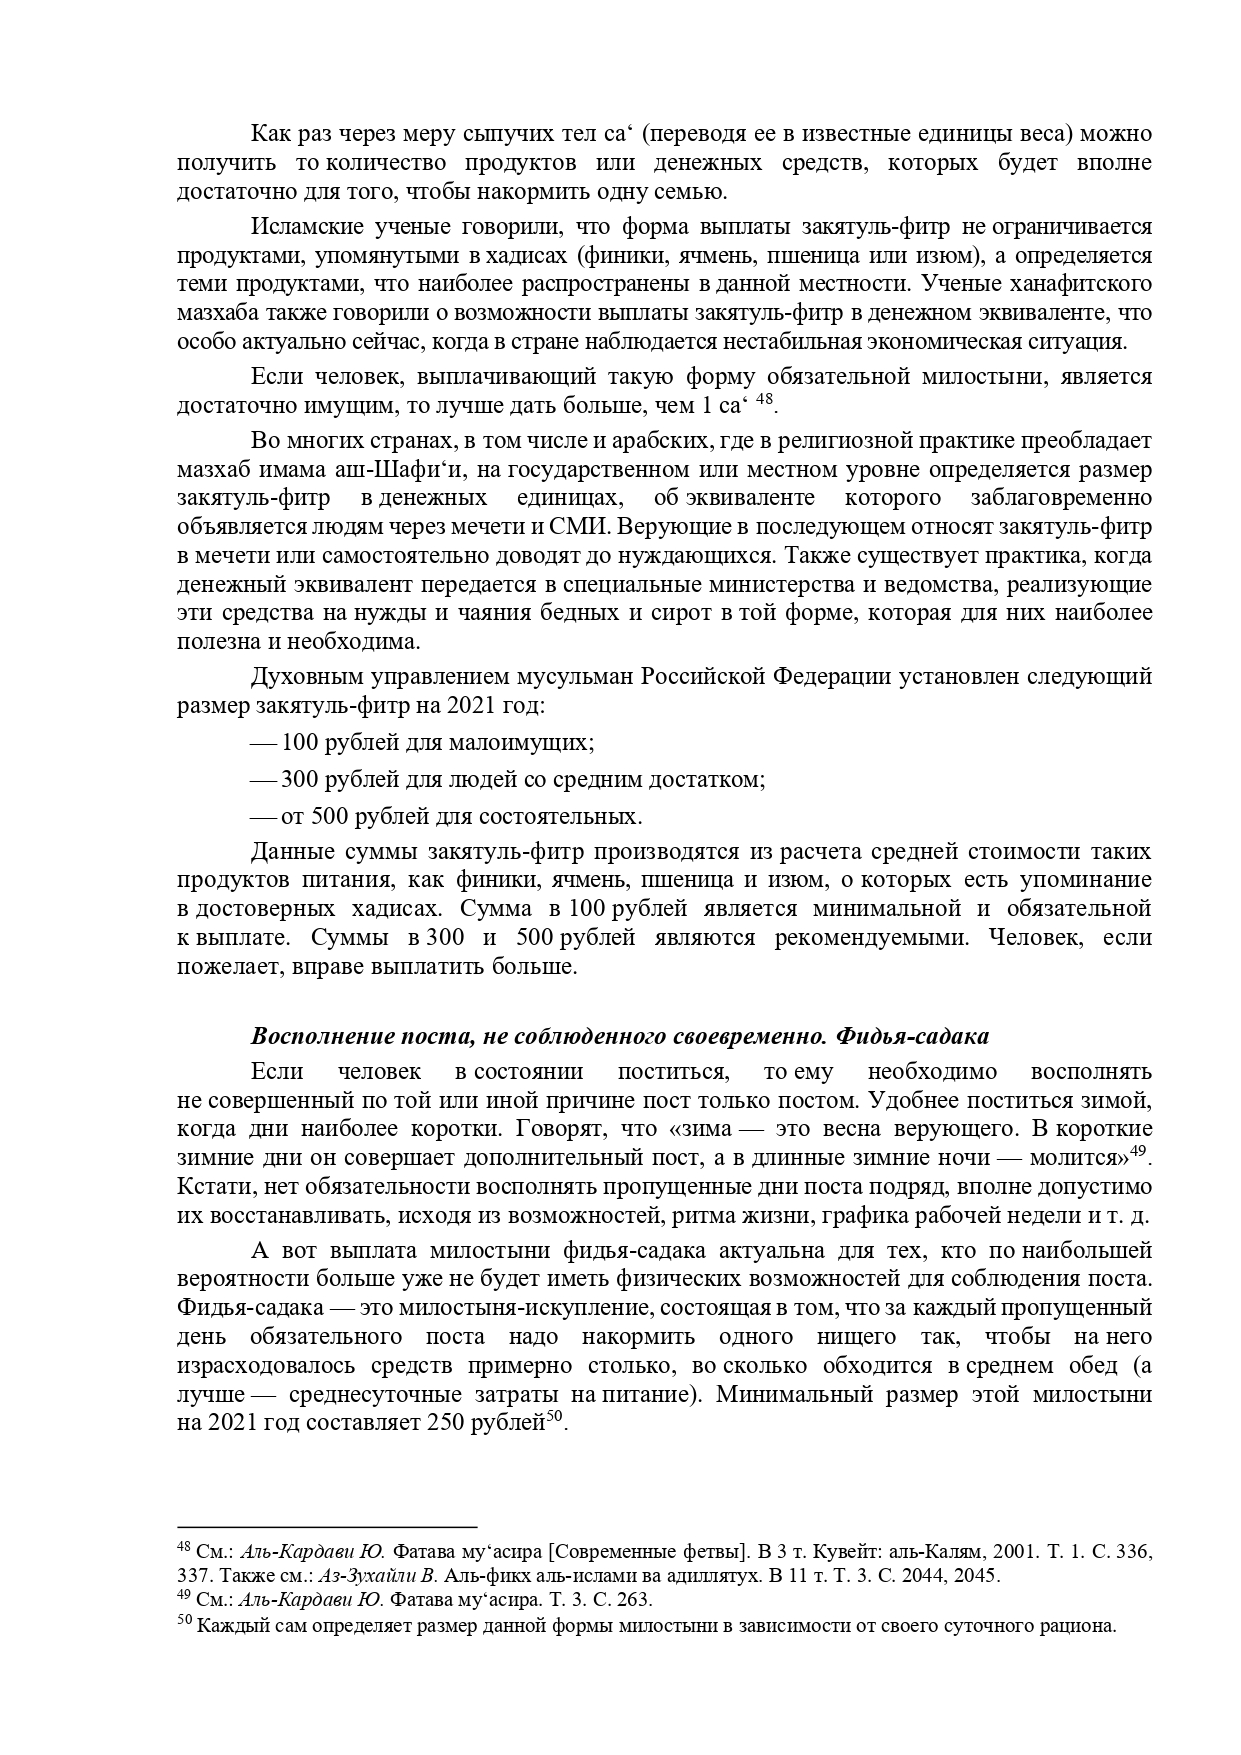 Как раз через меру сыпучих тел са‘ (переводя ее в известные единицы веса) можно
получить то количество продуктов или денежных средств, которых будет вполне
достаточно для того, чтобы накормить одну семью.
Исламские ученые говорили, что форма выплаты закятуль-фитр не ограничивается
продуктами, упомянутыми в хадисах (финики, ячмень, пшеница или изюм), а определяется
теми продуктами, что наиболее распространены в данной местности. Ученые ханафитского
мазхаба также говорили о возможности выплаты закятуль-фитр в денежном эквиваленте, что
особо актуально сейчас, когда в стране наблюдается нестабильная экономическая ситуация.
Если человек, выплачивающий такую форму обязательной милостыни, является
достаточно имущим, то лучше дать больше, чем 1 са‘ 48.
Во многих странах, в том числе и арабских, где в религиозной практике преобладает
мазхаб имама аш-Шафи‘и, на государственном или местном уровне определяется размер
закятуль-фитр в денежных единицах, об эквиваленте которого заблаговременно
объявляется людям через мечети и СМИ. Верующие в последующем относят закятуль-фитр
в мечети или самостоятельно доводят до нуждающихся. Также существует практика, когда
денежный эквивалент передается в специальные министерства и ведомства, реализующие
эти средства на нужды и чаяния бедных и сирот в той форме, которая для них наиболее
полезна и необходима.
Духовным управлением мусульман Российской Федерации установлен следующий
размер закятуль-фитр на 2021 год:
— 100 рублей для малоимущих;
— 300 рублей для людей со средним достатком;
— от 500 рублей для состоятельных.
Данные суммы закятуль-фитр производятся из расчета средней стоимости таких
продуктов питания, как финики, ячмень, пшеница и изюм, о которых есть упоминание
в достоверных хадисах. Сумма в 100 рублей является минимальной и обязательной
к выплате. Суммы в 300 и 500 рублей являются рекомендуемыми. Человек, если
пожелает, вправе выплатить больше.
Восполнение поста, не соблюденного своевременно. Фидья-садака
Если человек в состоянии поститься, то ему необходимо восполнять
не совершенный по той или иной причине пост только постом. Удобнее поститься зимой,
когда дни наиболее коротки. Говорят, что «зима — это весна верующего. В короткие
зимние дни он совершает дополнительный пост, а в длинные зимние ночи — молится»49.
Кстати, нет обязательности восполнять пропущенные дни поста подряд, вполне допустимо
их восстанавливать, исходя из возможностей, ритма жизни, графика рабочей недели и т. д.
А вот выплата милостыни фидья-садака актуальна для тех, кто по наибольшей
вероятности больше уже не будет иметь физических возможностей для соблюдения поста.
Фидья-садака — это милостыня-искупление, состоящая в том, что за каждый пропущенный
день обязательного поста надо накормить одного нищего так, чтобы на него
израсходовалось средств примерно столько, во сколько обходится в среднем обед (а
лучше — среднесуточные затраты на питание). Минимальный размер этой милостыни
на 2021 год составляет 250 рублей50.
48 См.: Аль-Кардави Ю. Фатава му‘асира [Современные фетвы]. В 3 т. Кувейт: аль-Калям, 2001. Т. 1. С. 336,
337. Также см.: Аз-Зухайли В. Аль-фикх аль-ислами ва адиллятух. В 11 т. Т. 3. С. 2044, 2045.
49 См.: Аль-Кардави Ю. Фатава му‘асира. Т. 3. С. 263.
50 Каждый сам определяет размер данной формы милостыни в зависимости от своего суточного рациона.